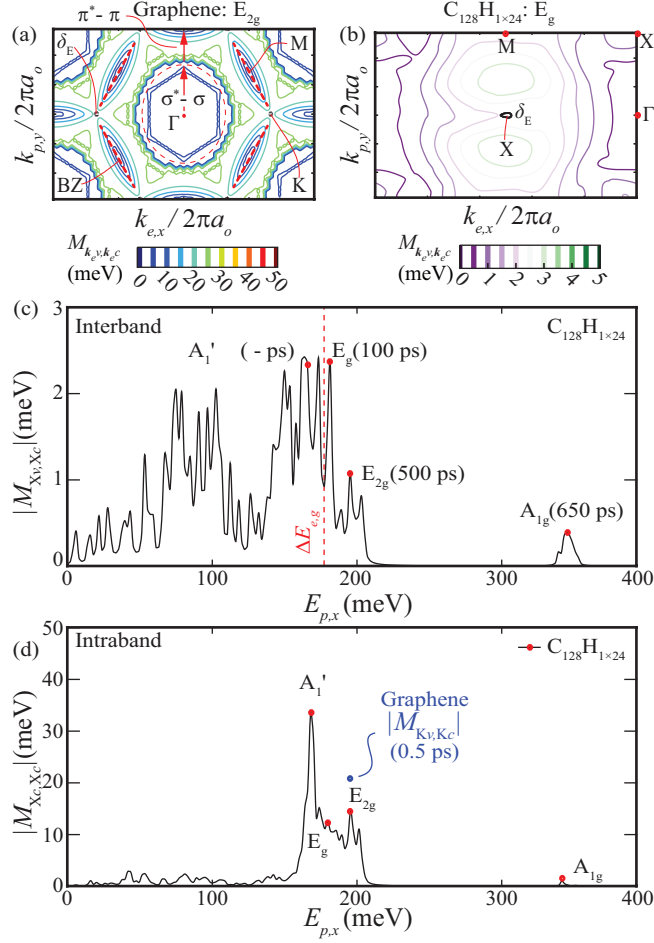 (a) π*- π Graphene: E2g
δE
M
σ*- σ
Γ
BZ
K
kp,y / 2πao
ke,x / 2πao
Mkev,kec
(meV)
0 10 20 30 40 50
(b) C128H1×24: Eg
M
X
δE
X
Γ
kp,y / 2πao
ke,x / 2πao
Mkev,kec
(meV)
0 1 2 3 4 5
(c)
Interband
C128H1×24
A1'
( - ps)
Eg(100 ps)
E2g(500 ps)
A1g(650 ps)
ΔEe,g
|MXv,Xc|(meV)
3
2
1
0
0 100 200 300 400
Ep,x (meV)
(d)
Intraband
C128H1×24
A1'
Graphene
|MKv,Kc|
(0.5 ps)
E2g
Eg
A1g
|MXc,Xc|(meV)
50
40
30
20
10
0
0 100 200 300 400
Ep,x (meV)